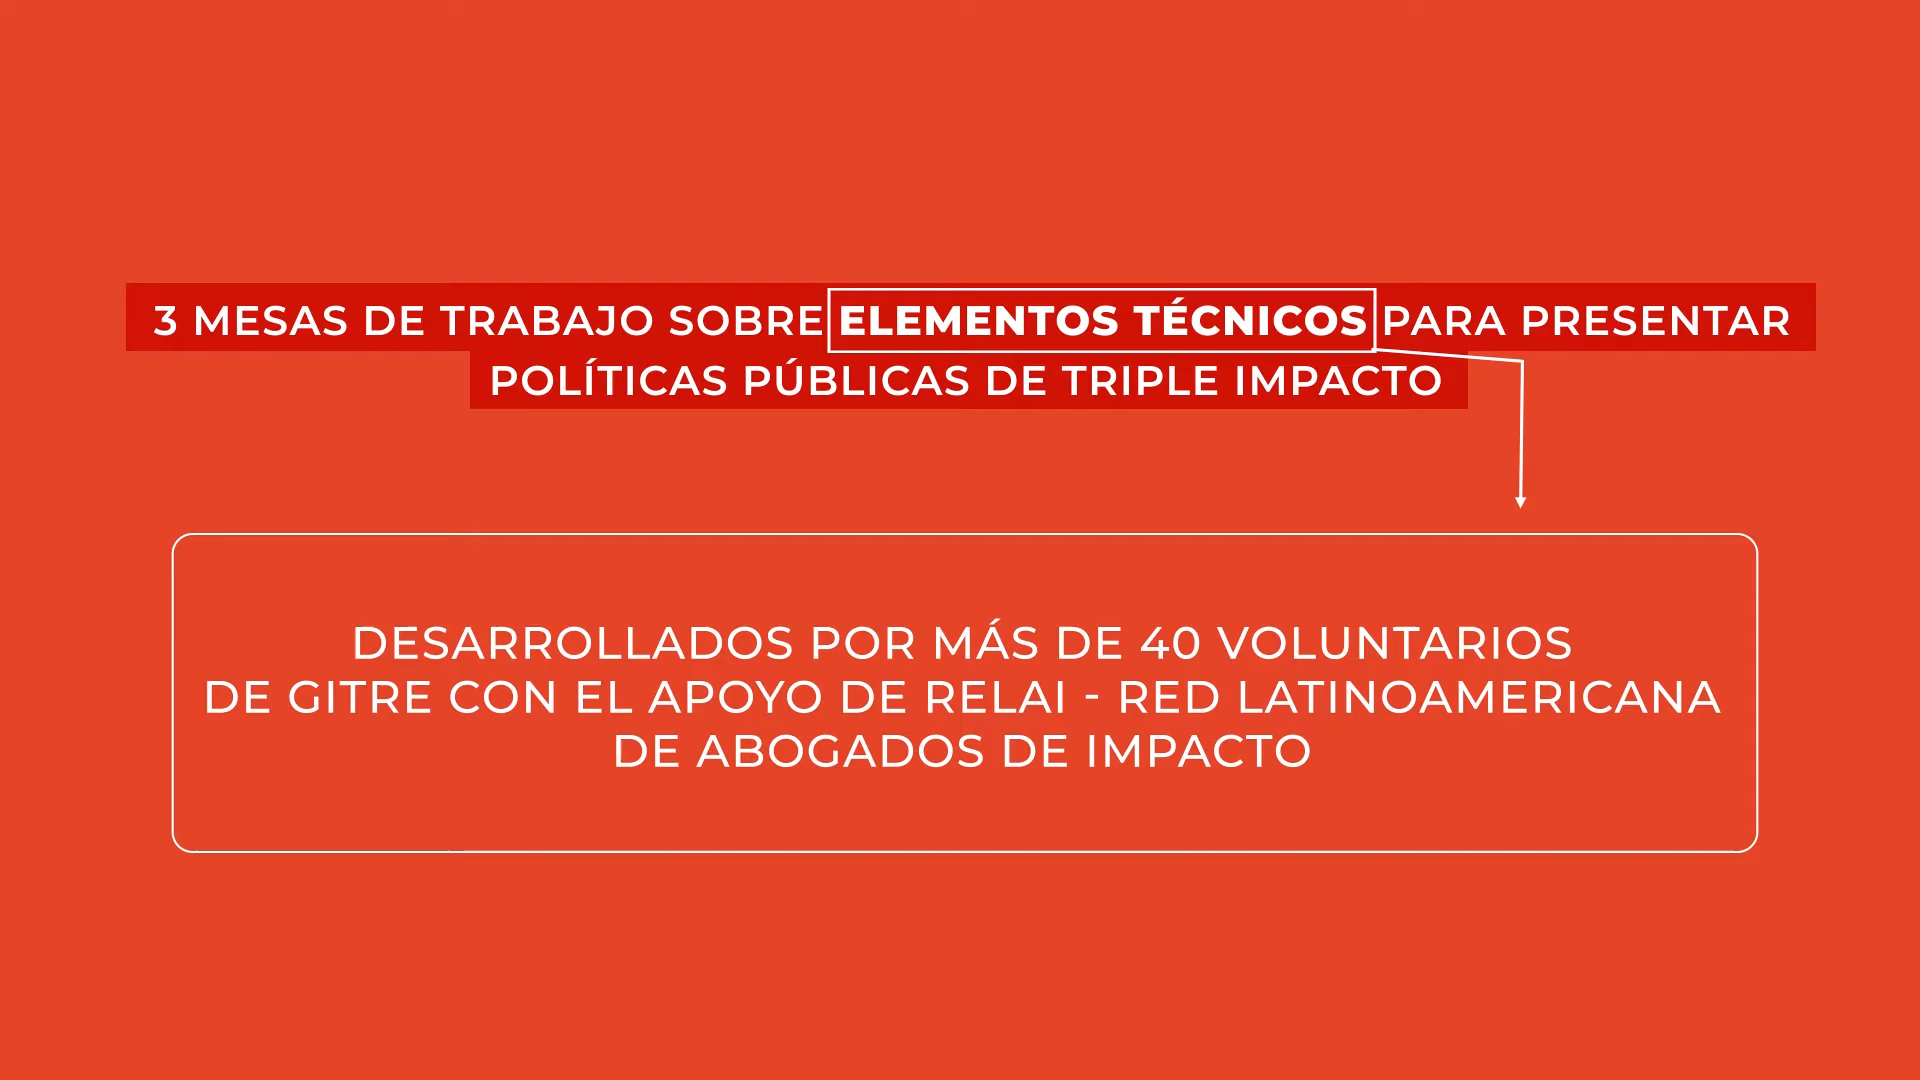 3 MESAS DE TRABAJO SOBRE ELEMENTOS TÉCNICOS PARA PRESENTAR
POLÍTICAS PÚBLICAS DE TRIPLE IMPACTO
DESARROLLADOS POR MÁS DE 40 VOLUNTARIOS
DE GITRE CON EL APOYO DE RELAI - RED LATINOAMERICANA
DE ABOGADOS DE IMPACTO